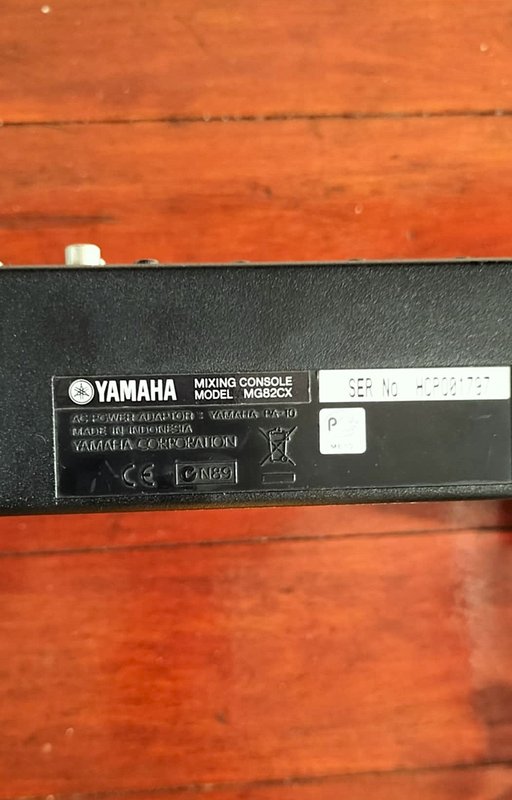 YAMAHA
MIXING CONSOLE
MODEL MG82CX
SER No HCPO01797
AC POWER ADAPTOR : YAMAHA PA-10
MADE IN INDONESIA
YAMAHA CORPORATION
CE N89
P